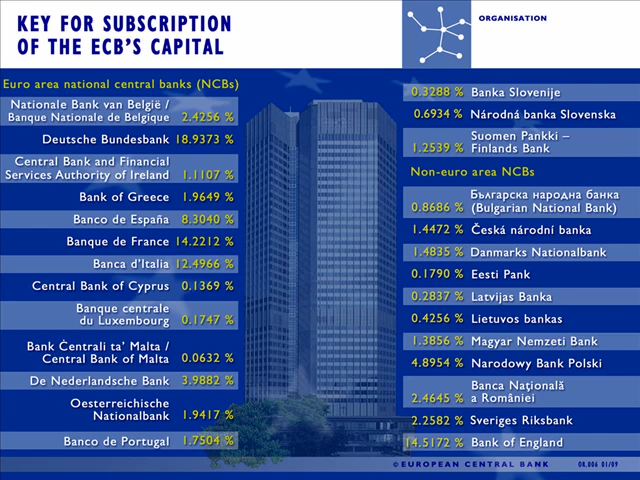 KEY FOR SUBSCRIPTION
OF THE ECB'S CAPITAL
ORGANISATION
Euro area national central banks (NCBs)
Nationale Bank van België /
Banque Nationale de Belgique 2.4256 %
Deutsche Bundesbank 18.9373 %
Central Bank and Financial
Services Authority of Ireland 1.1107 %
Bank of Greece 1.9649 %
Banco de España 8.3040 %
Banque de France 14.2212 %
Banca d'Italia 12.4966 %
Central Bank of Cyprus 0.1369 %
Banque centrale
du Luxembourg 0.1747 %
Bank Ċentrali ta' Malta /
Central Bank of Malta 0.0632 %
De Nederlandsche Bank 3.9882 %
Oesterreichische
Nationalbank 1.9417 %
Banco de Portugal 1.7504 %
0.3288 % Banka Slovenije
0.6934 % Národná banka Slovenska
Suomen Pankki –
1.2539 % Finlands Bank
Non-euro area NCBs
Българска народна банка
0.8686 % (Bulgarian National Bank)
1.4472 % Česká národní banka
1.4835 % Danmarks Nationalbank
0.1790 % Eesti Pank
0.2837 % Latvijas Banka
0.4256 % Lietuvos bankas
1.3856 % Magyar Nemzeti Bank
4.8954 % Narodowy Bank Polski
Banca Naţională
2.4645 % a României
2.2582 % Sveriges Riksbank
14.5172 % Bank of England
© EUROPEAN CENTRAL BANK OR.006 01/09